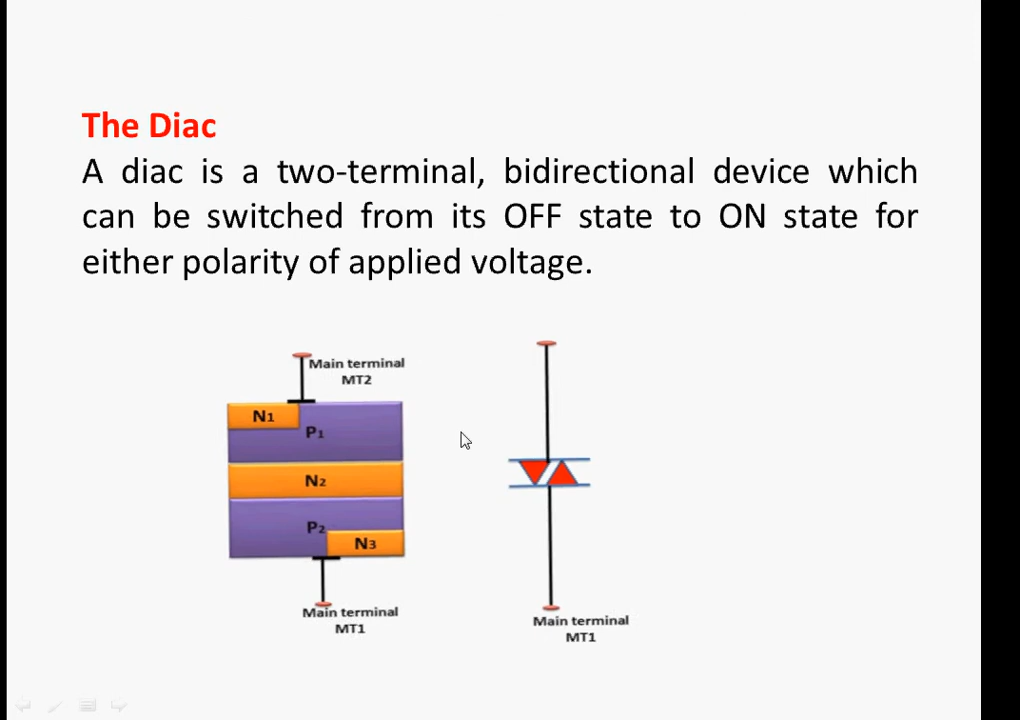 The Diac
A diac is a two-terminal, bidirectional device which
can be switched from its OFF state to ON state for
either polarity of applied voltage.
Main terminal
MT2
N1
P1
N2
P2
N3
Main terminal
MT1
Main terminal
MT1